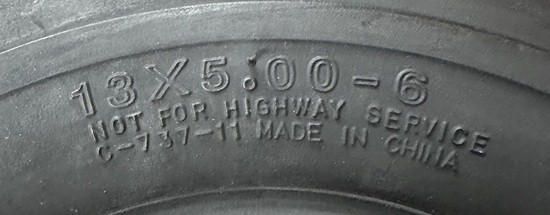 13X5.00-6
NOT FOR HIGHWAY SERVICE
C-737-11 MADE IN CHINA